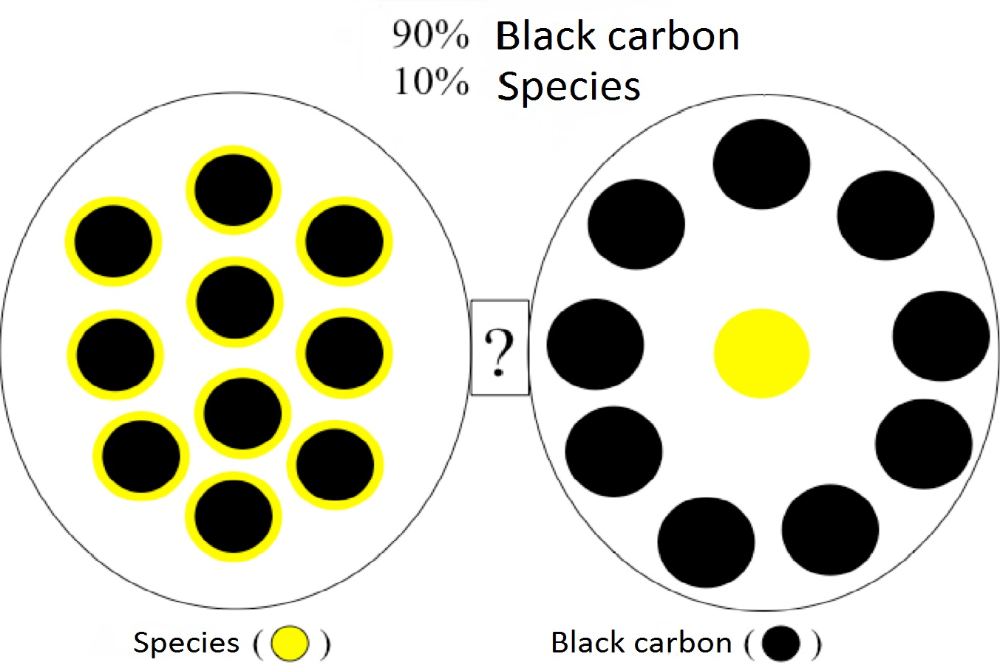 90% Black carbon
10% Species
?
Species ( )
Black carbon ( )